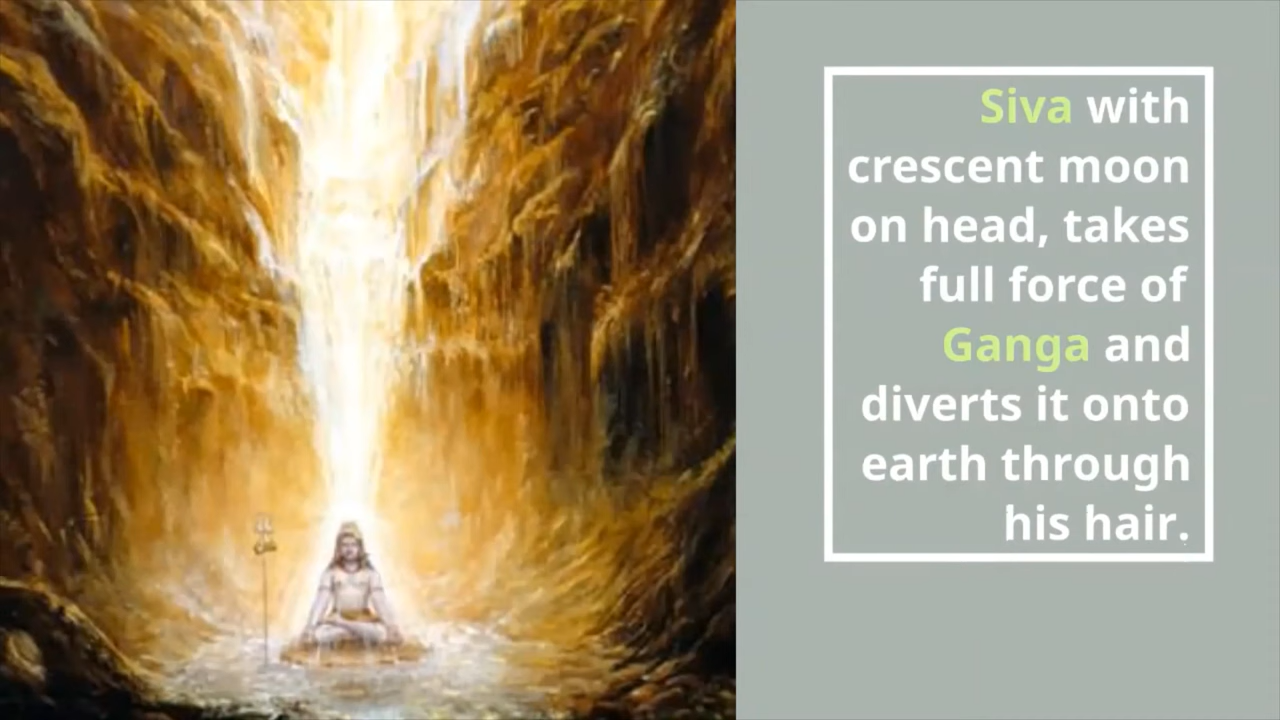 Siva with
crescent moon
on head, takes
full force of
Ganga and
diverts it onto
earth through
his hair.